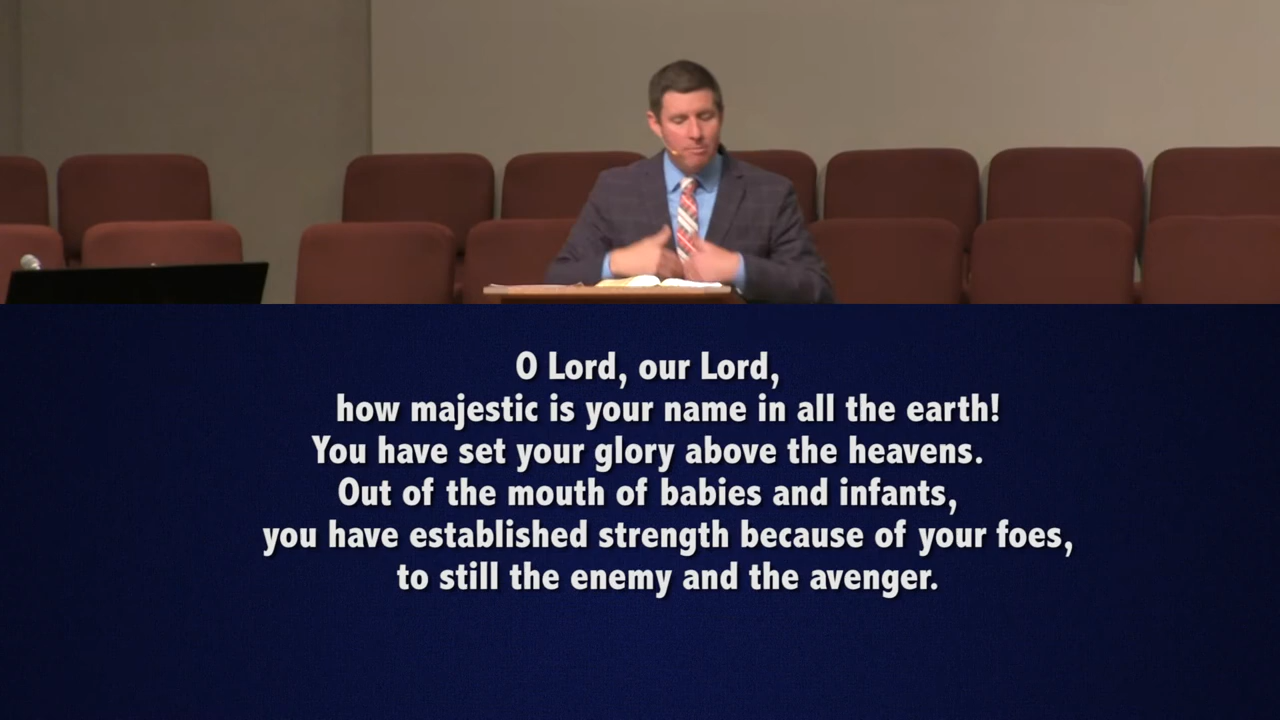 O Lord, our Lord,
how majestic is your name in all the earth!
You have set your glory above the heavens.
Out of the mouth of babies and infants,
you have established strength because of your foes,
to still the enemy and the avenger.